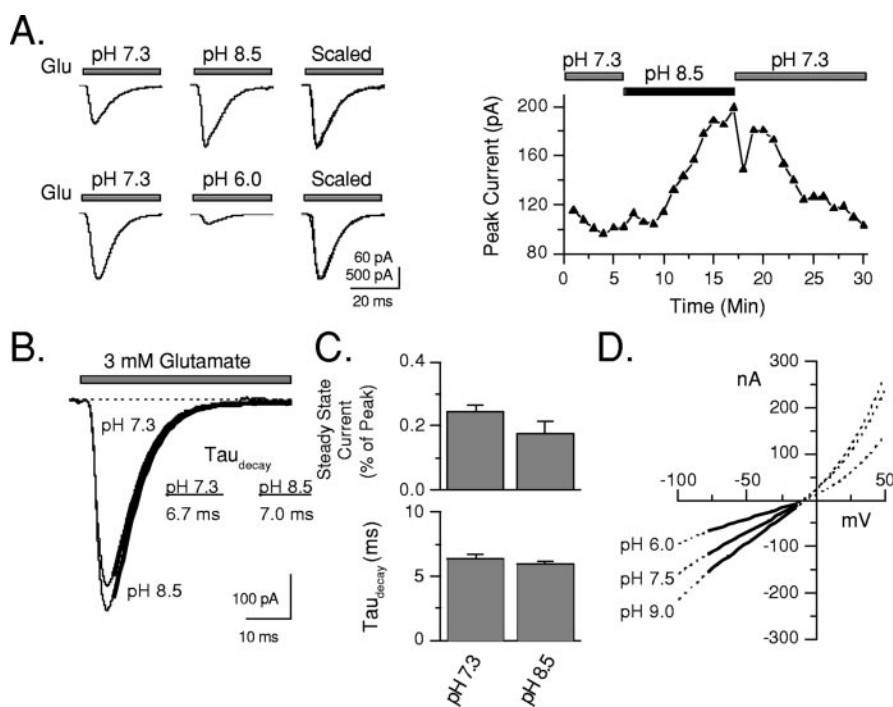 A.
pH 7.3 pH 8.5 Scaled
Glu
pH 7.3 pH 6.0 Scaled
Glu
60 pA
500 pA
20 ms
pH 7.3 pH 7.3
pH 8.5
Peak Current (pA)
200
160
120
80
0 5 10 15 20 25 30
Time (Min)
B.
3 mM Glutamate
pH 7.3
Tau decay
pH 7.3 pH 8.5
6.7 ms 7.0 ms
pH 8.5
100 pA
10 ms
C.
Steady State
Current
(% of Peak)
0.4
0.2
0.0
Tau decay (ms)
10
5
0
pH 7.3 pH 8.5
D.
nA
300
200
100
-100 -50 50
mV
pH 6.0
pH 7.5
pH 9.0
-100
-200
-300